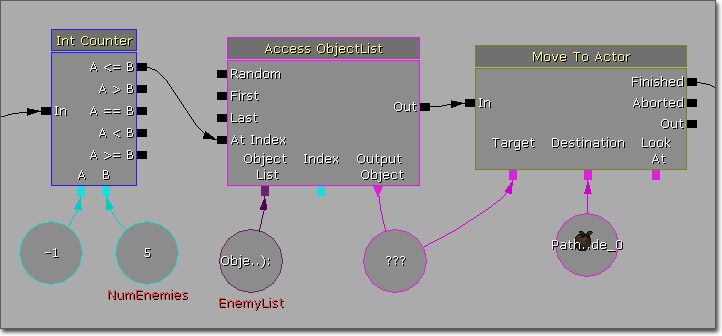 Int Counter
A <= B
A > B
In
A == B
A < B
A >= B
A B
-1
5
NumEnemies
Access ObjectList
Random
First
Last
At Index
Out
Object List
Index
Output Object
Obje..):
EnemyList
???
Move To Actor
Finished
In
Aborted
Out
Target
Destination
Look At
Path..de_0